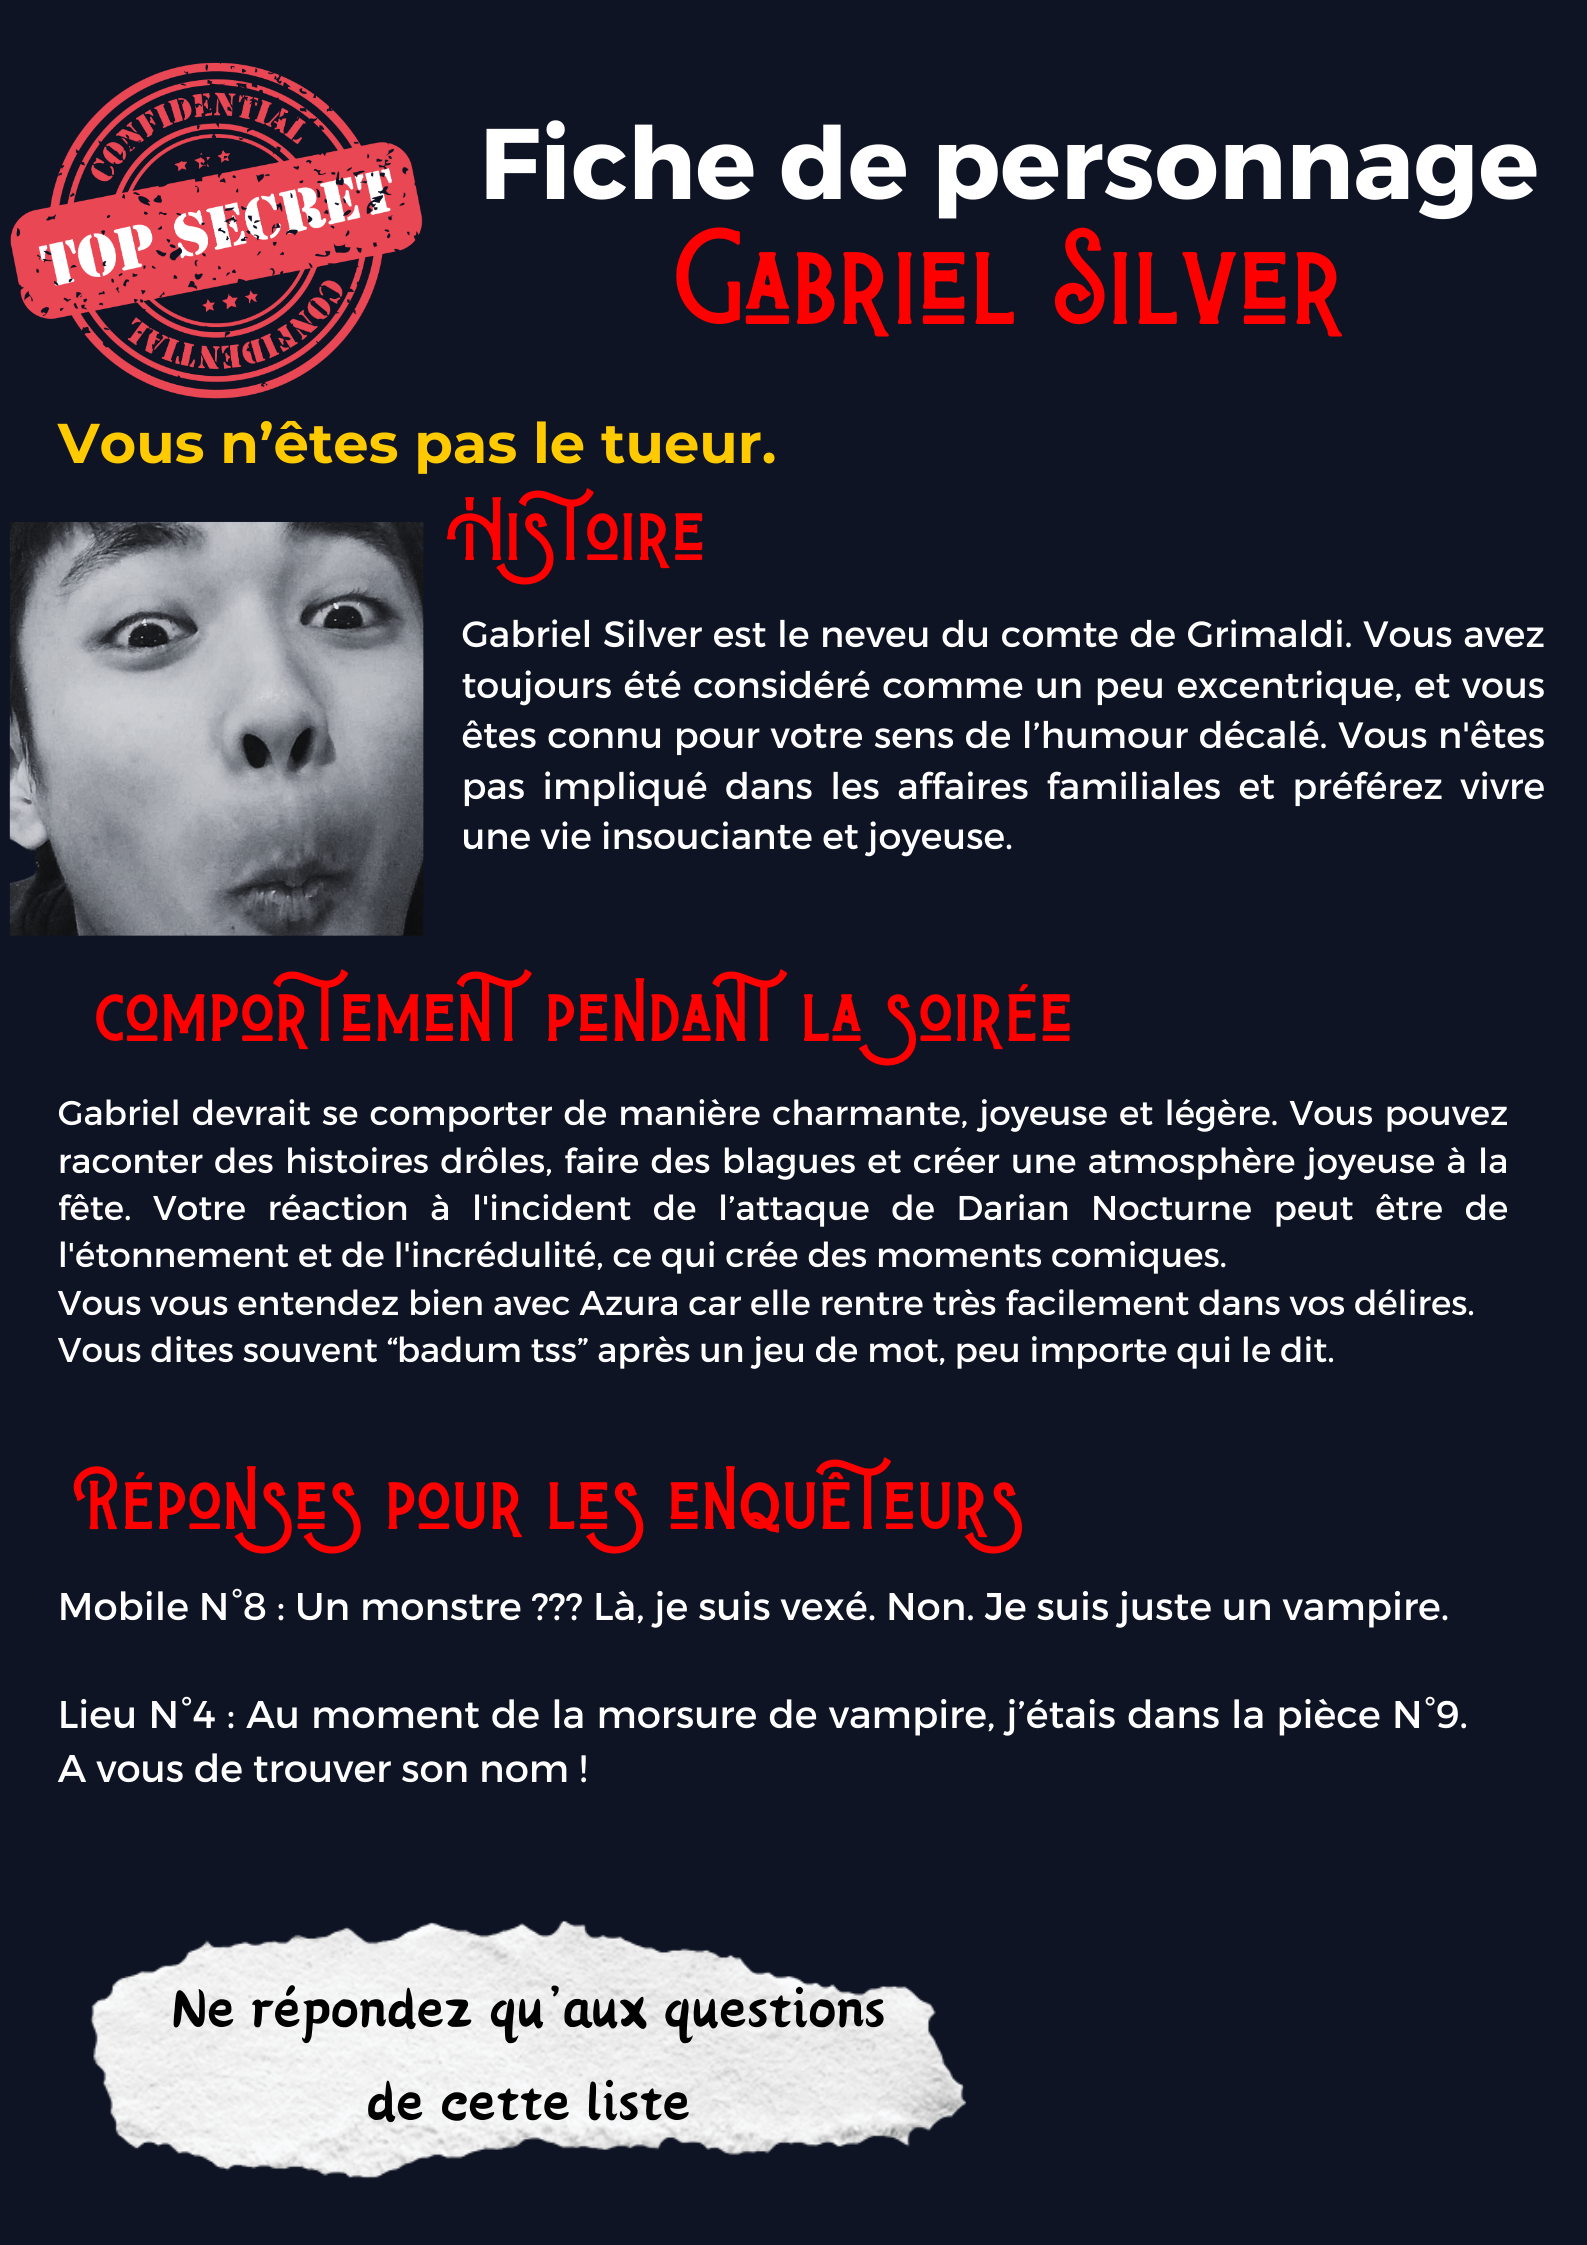 CONFIDENTIAL
TOP SECRET
CONFIDENTIAL
Fiche de personnage
Gabriel Silver
Vous n’êtes pas le tueur.
Histoire
Gabriel Silver est le neveu du comte de Grimaldi. Vous avez
toujours été considéré comme un peu excentrique, et vous
êtes connu pour votre sens de l’humour décalé. Vous n'êtes
pas impliqué dans les affaires familiales et préférez vivre
une vie insouciante et joyeuse.
comportement pendant la soirée
Gabriel devrait se comporter de manière charmante, joyeuse et légère. Vous pouvez
raconter des histoires drôles, faire des blagues et créer une atmosphère joyeuse à la
fête. Votre réaction à l'incident de l’attaque de Darian Nocturne peut être de
l'étonnement et de l'incrédulité, ce qui crée des moments comiques.
Vous vous entendez bien avec Azura car elle rentre très facilement dans vos délires.
Vous dites souvent “badum tss” après un jeu de mot, peu importe qui le dit.
Réponses pour les enquêteurs
Mobile N°8 : Un monstre ??? Là, je suis vexé. Non. Je suis juste un vampire.
Lieu N°4 : Au moment de la morsure de vampire, j’étais dans la pièce N°9.
A vous de trouver son nom !
Ne répondez qu’aux questions
de cette liste